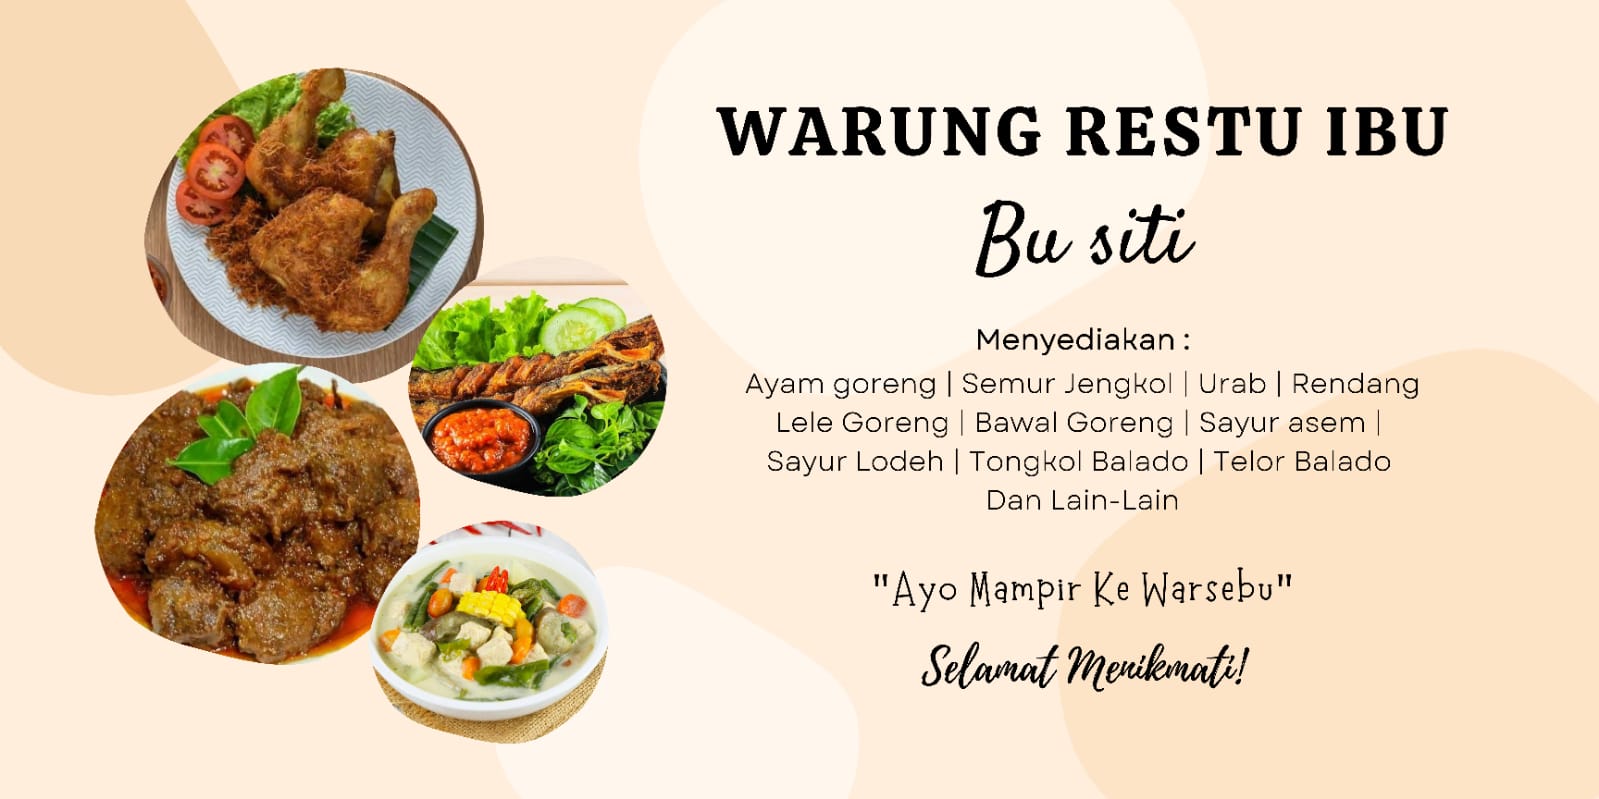 WARUNG RESTU IBU
Bu siti
Menyediakan :
Ayam goreng | Semur Jengkol | Urab | Rendang
Lele Goreng | Bawal Goreng | Sayur asem |
Sayur Lodeh | Tongkol Balado | Telor Balado
Dan Lain-Lain
"Ayo Mampir Ke Warsebu"
Selamat Menikmati!